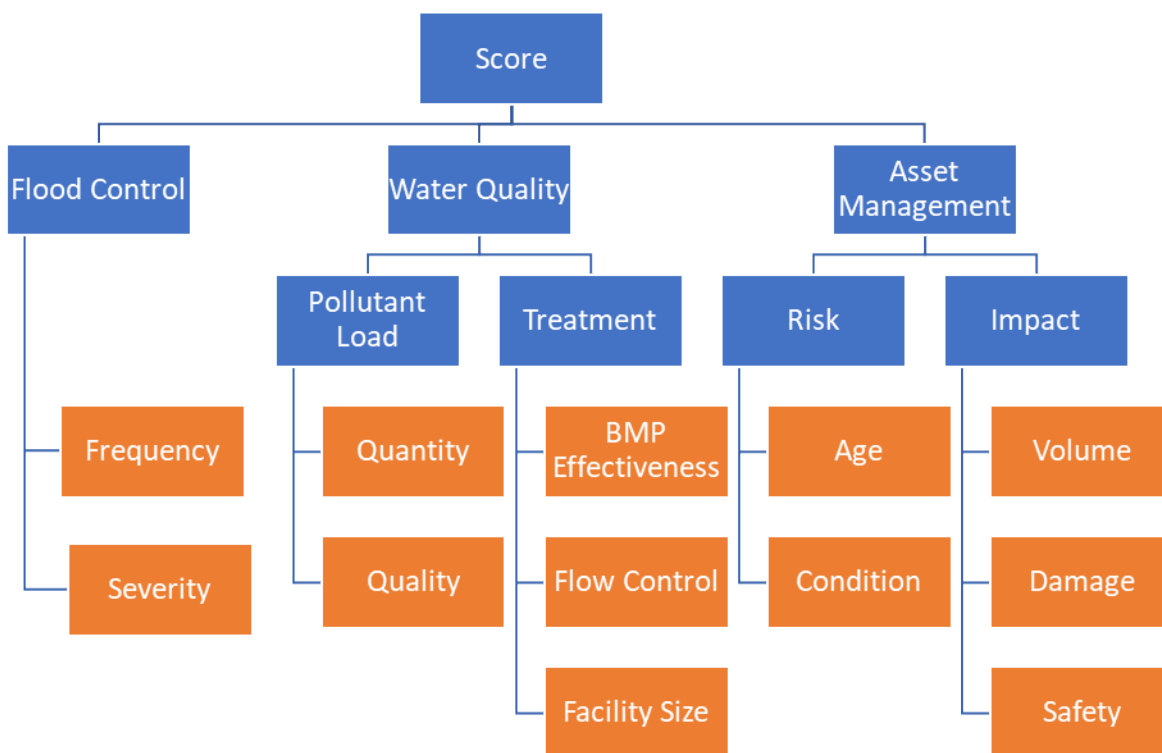 Score
Flood Control
Water Quality
Asset
Management
Pollutant
Load
Treatment
Risk
Impact
Frequency
Quantity
BMP
Effectiveness
Age
Volume
Severity
Quality
Flow Control
Condition
Damage
Facility Size
Safety